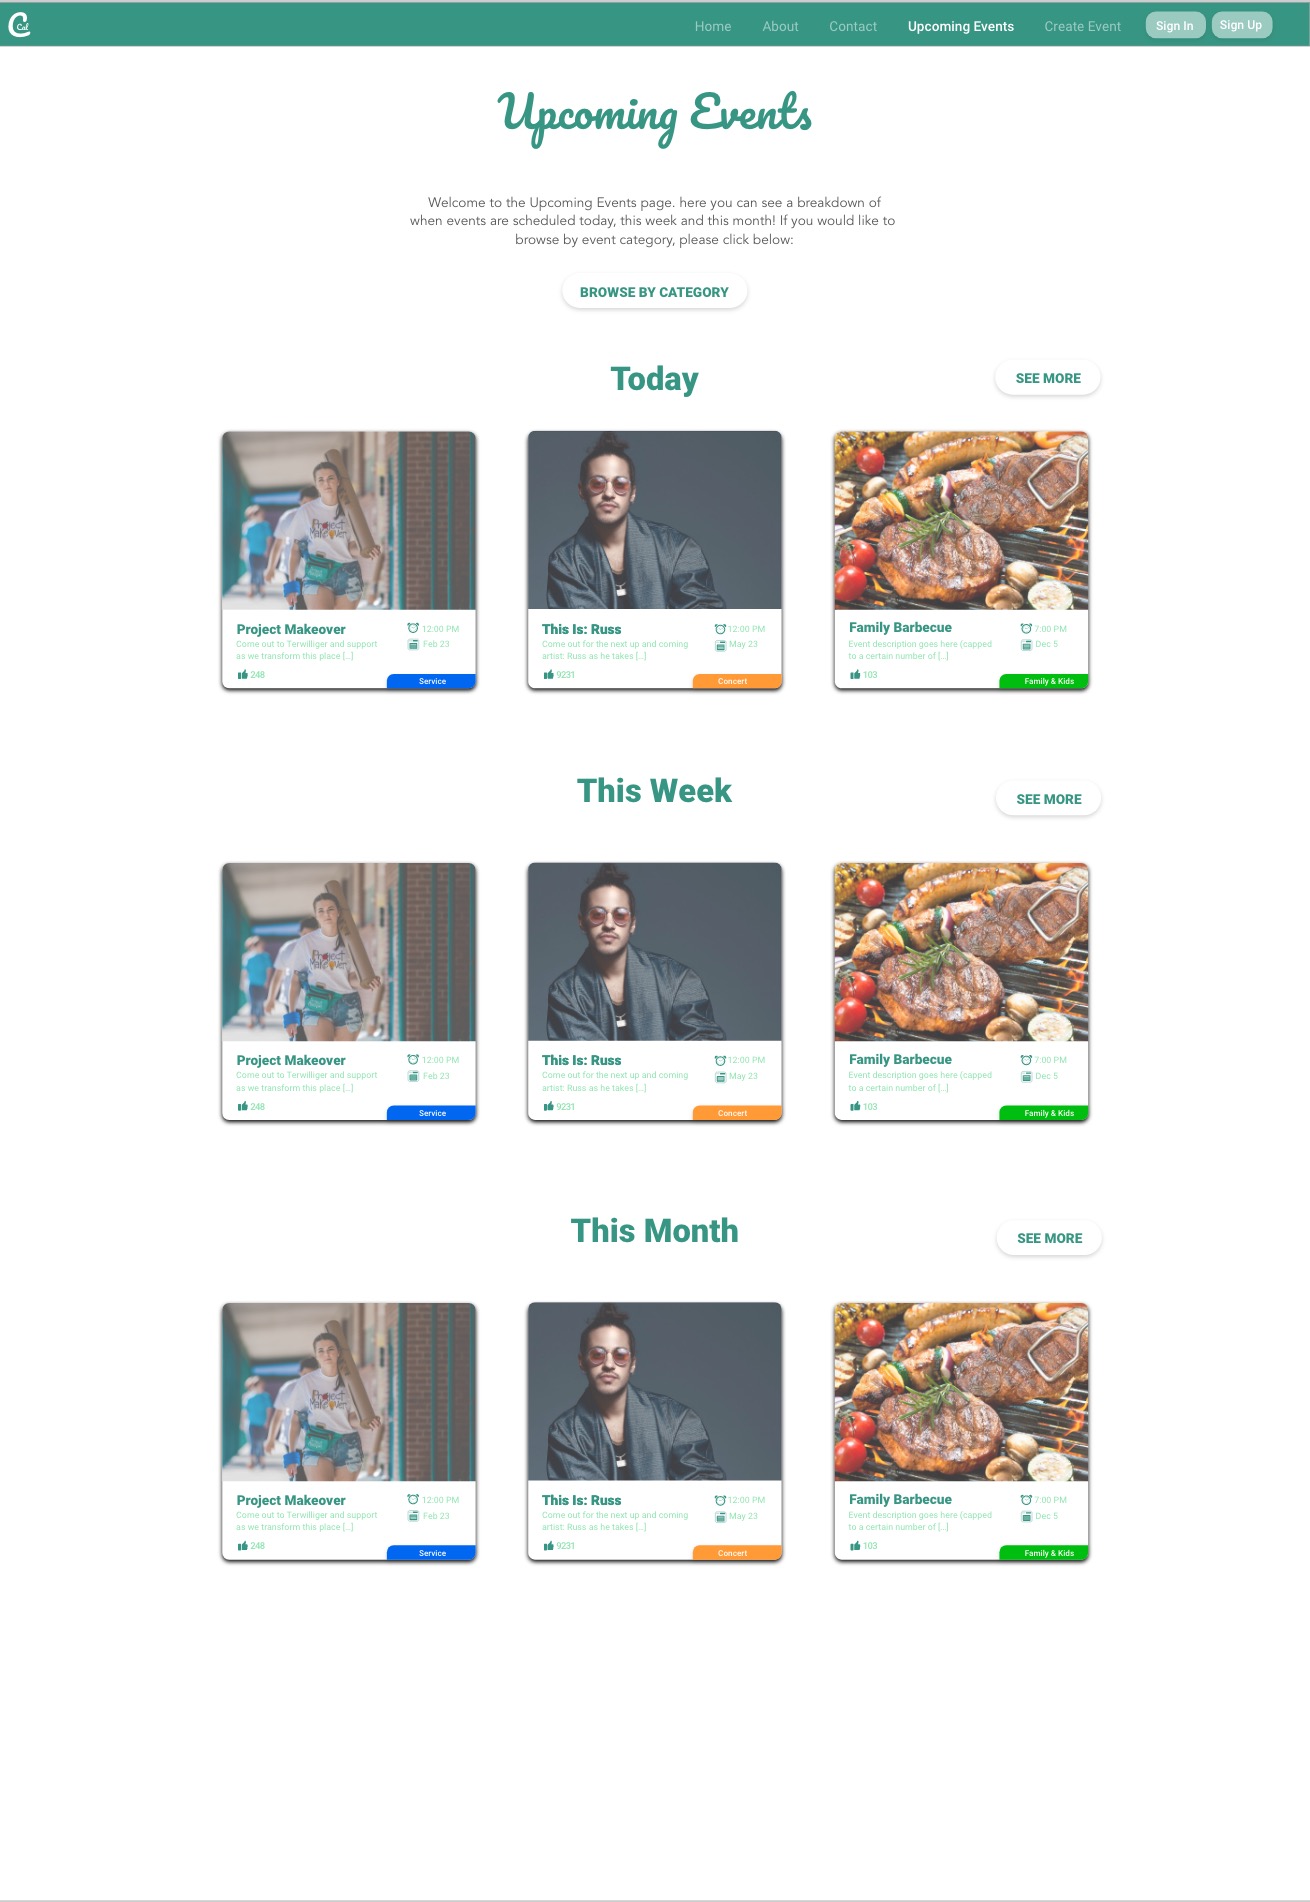 C Cal
Home About Contact Upcoming Events Create Event Sign In Sign Up
Upcoming Events
Welcome to the Upcoming Events page. here you can see a breakdown of
when events are scheduled today, this week and this month! If you would like to
browse by event category, please click below:
BROWSE BY CATEGORY
Today
SEE MORE
Project Makeover
Project Makeover
12:00 PM
Come out to Terwilliger and support
Feb 23
as we transform this place [...]
248
Service
This Is: Russ
12:00 PM
Come out for the next up and coming
May 23
artist: Russ as he takes [...]
9231
Concert
Family Barbecue
7:00 PM
Event description goes here (capped
Dec 5
to a certain number of [...]
103
Family & Kids
This Week
SEE MORE
Project Makeover
Project Makeover
12:00 PM
Come out to Terwilliger and support
Feb 23
as we transform this place [...]
248
Service
This Is: Russ
12:00 PM
Come out for the next up and coming
May 23
artist: Russ as he takes [...]
9231
Concert
Family Barbecue
7:00 PM
Event description goes here (capped
Dec 5
to a certain number of [...]
103
Family & Kids
This Month
SEE MORE
Project Makeover
Project Makeover
12:00 PM
Come out to Terwilliger and support
Feb 23
as we transform this place [...]
248
Service
This Is: Russ
12:00 PM
Come out for the next up and coming
May 23
artist: Russ as he takes [...]
9231
Concert
Family Barbecue
7:00 PM
Event description goes here (capped
Dec 5
to a certain number of [...]
103
Family & Kids